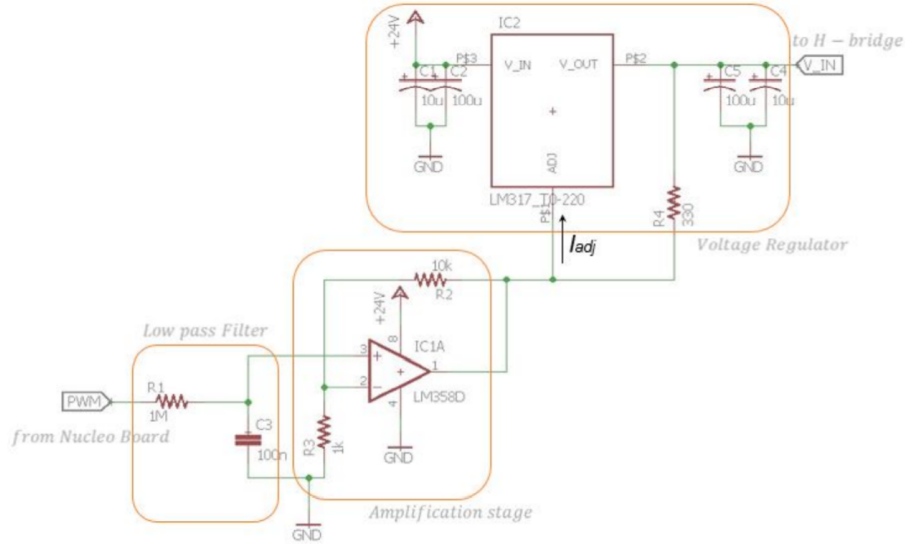 +24V
IC2
to H – bridge
P$3
V_IN
V_OUT
P$2
V_IN
C1
C2
10u
100u
C5
C4
100u
10u
ADJ
GND
GND
LM317_T0-220
P$1
R4
330
Iadj
Voltage Regulator
10k
R2
+24V
Low pass Filter
8
IC1A
3
+
1
2
−
LM358D
4
PWM
R1
1M
from Nucleo Board
C3
100n
R3
1k
GND
GND
Amplification stage